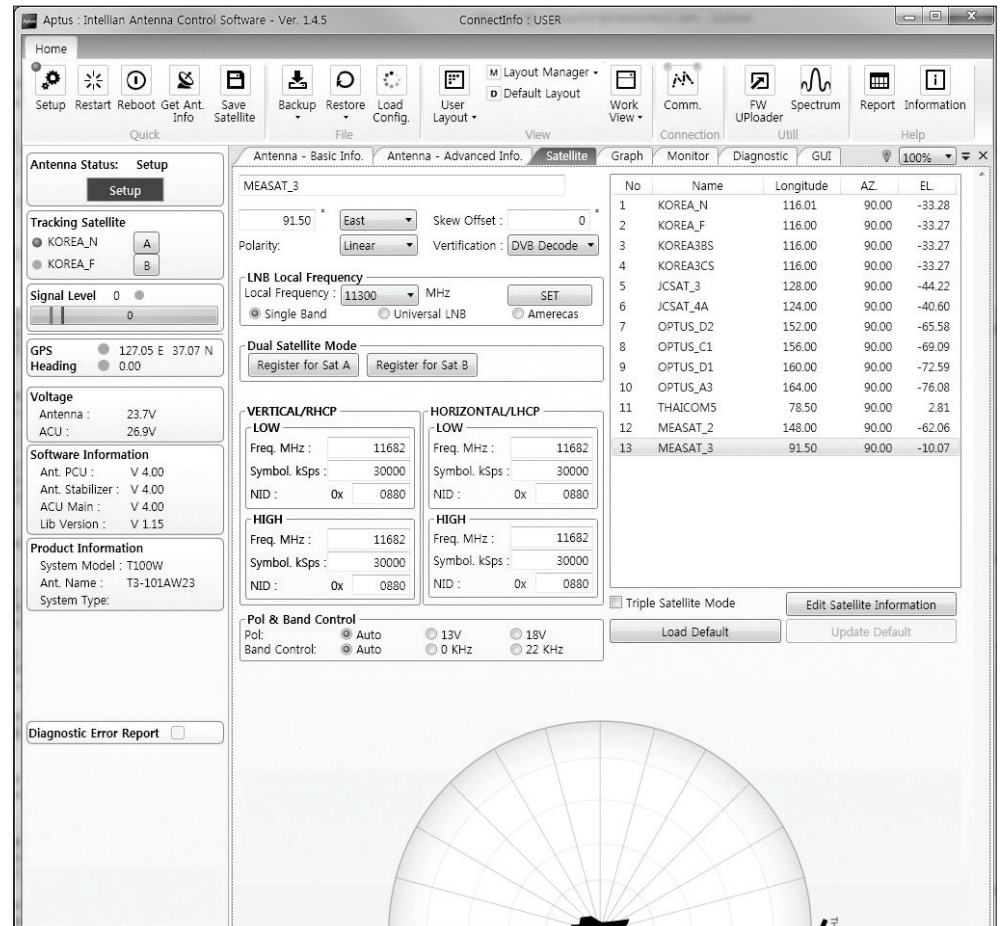 Aptus : Intellian Antenna Control Software - Ver. 1.4.5 ConnectInfo : USER
Home
Setup Restart Reboot Get Ant. Info Save Satellite
Quick
Backup Restore Load Config.
File
User Layout
M Layout Manager
D Default Layout
Work View
View
Comm.
Connection
FW UPloader Spectrum
Utill
Report Information
Help
Antenna Status: Setup
Setup
Tracking Satellite
KOREA_N A
KOREA_F B
Signal Level 0
0
GPS 127.05 E 37.07 N
Heading 0.00
Voltage
Antenna : 23.7V
ACU : 26.9V
Software Information
Ant. PCU : V 4.00
Ant. Stabilizer : V 4.00
ACU Main : V 4.00
Lib Version : V 1.15
Product Information
System Model : T100W
Ant. Name : T3-101AW23
System Type:
Diagnostic Error Report
Antenna - Basic Info. Antenna - Advanced Info. Satellite Graph Monitor Diagnostic GUI 100%
MEASAT_3
91.50 ° East Skew Offset : 0 °
Polarity: Linear Vertification : DVB Decode
LNB Local Frequency
Local Frequency : 11300 MHz SET
Single Band Universal LNB Amerecas
Dual Satellite Mode
Register for Sat A Register for Sat B
VERTICAL/RHCP
LOW
Freq. MHz : 11682
Symbol. kSps : 30000
NID : 0x 0880
HIGH
Freq. MHz : 11682
Symbol. kSps : 30000
NID : 0x 0880
HORIZONTAL/LHCP
LOW
Freq. MHz : 11682
Symbol. kSps : 30000
NID : 0x 0880
HIGH
Freq. MHz : 11682
Symbol. kSps : 30000
NID : 0x 0880
Pol & Band Control
Pol: Auto 13V 18V
Band Control: Auto 0 KHz 22 KHz
No Name Longitude AZ. EL.
1 KOREA_N 116.01 90.00 -33.28
2 KOREA_F 116.00 90.00 -33.27
3 KOREA3BS 116.00 90.00 -33.27
4 KOREA3CS 116.00 90.00 -33.27
5 JCSAT_3 128.00 90.00 -44.22
6 JCSAT_4A 124.00 90.00 -40.60
7 OPTUS_D2 152.00 90.00 -65.58
8 OPTUS_C1 156.00 90.00 -69.09
9 OPTUS_D1 160.00 90.00 -72.59
10 OPTUS_A3 164.00 90.00 -76.08
11 THAICOM5 78.50 90.00 2.81
12 MEASAT_2 148.00 90.00 -62.06
13 MEASAT_3 91.50 90.00 -10.07
Triple Satellite Mode Edit Satellite Information
Load Default Update Default